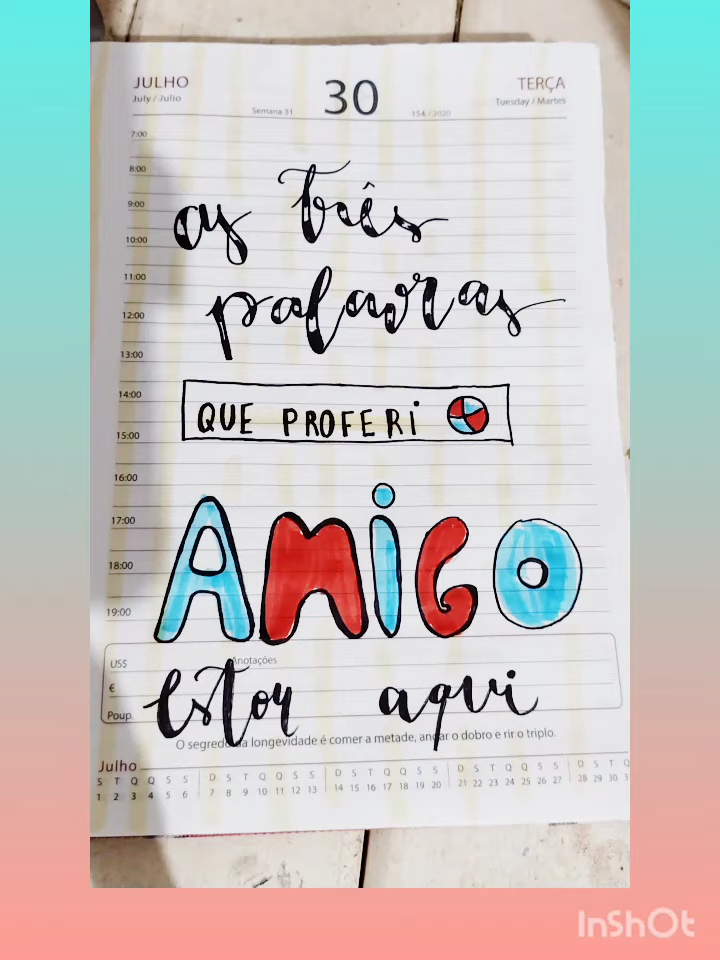 JULHO 30 TERÇA
July / Julio Semana 31 154 / 2020 Tuesday / Martes
7:00
8:00
as três
9:00
10:00
11:00
palavras
12:00
13:00
14:00
QUE PROFERi
15:00
16:00
17:00
AMiGO
18:00
19:00
US$ Anotações
€
estou aqui
Poup.
O segredo da longevidade é comer a metade, andar o dobro e rir o triplo.
Julho
S T Q Q S S D S T Q Q S S D S T Q Q S S D S T Q Q S S D S T Q
1 2 3 4 5 6 7 8 9 10 11 12 13 14 15 16 17 18 19 20 21 22 23 24 25 26 27 28 29 30
InShOt